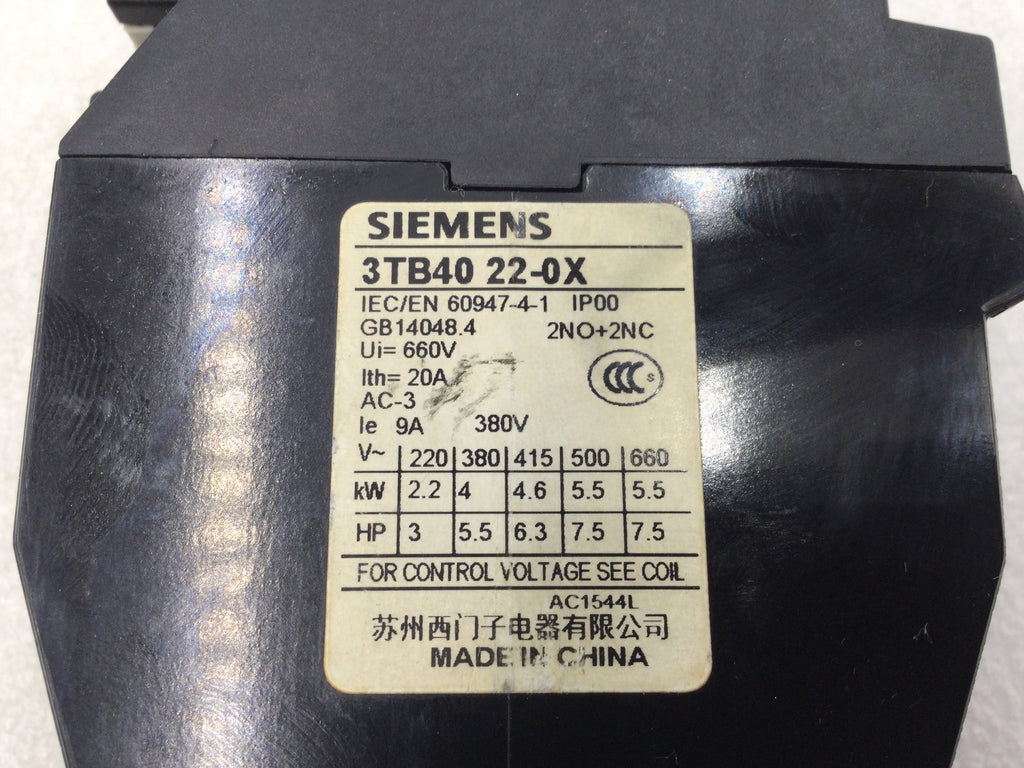 SIEMENS
3TB40 22-0X
IEC/EN 60947-4-1 IP00
GB14048.4 2NO+2NC
Ui= 660V
Ith= 20A
CCC S
AC-3
Ie 9A 380V
V~ 220 380 415 500 660
kW 2.2 4 4.6 5.5 5.5
HP 3 5.5 6.3 7.5 7.5
FOR CONTROL VOLTAGE SEE COIL
AC1544L
苏州西门子电器有限公司
MADE IN CHINA